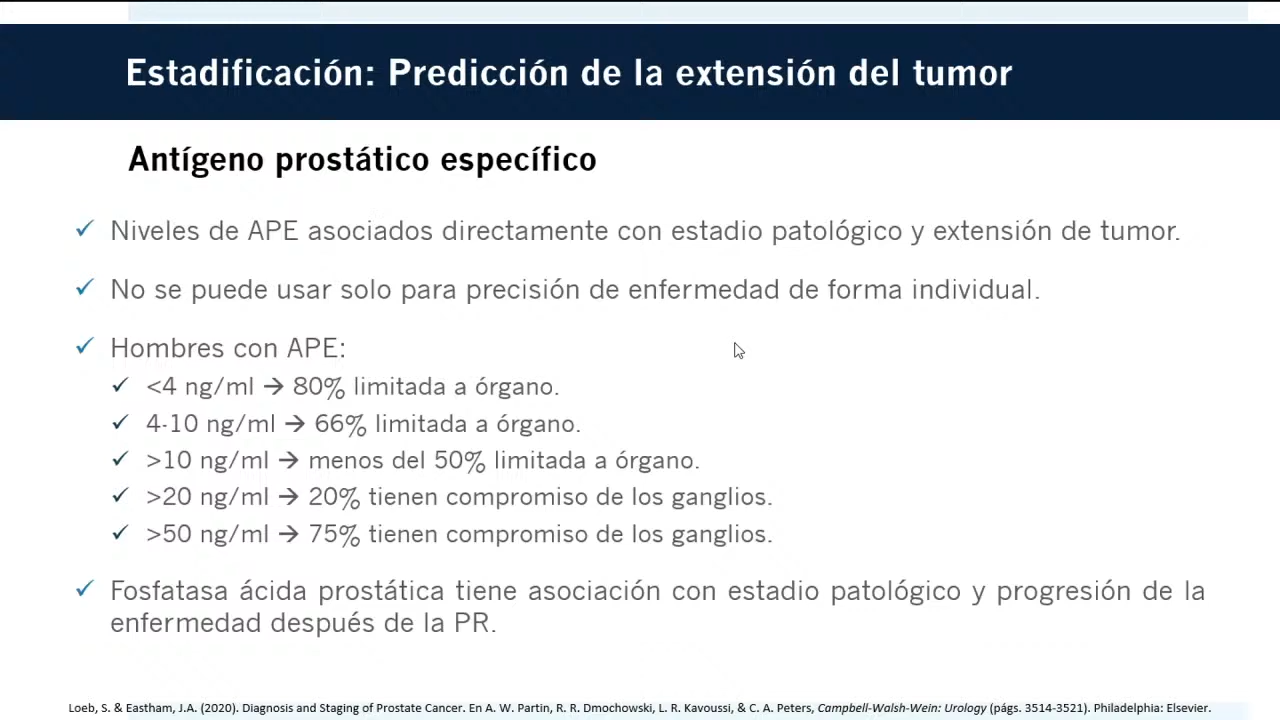 Estadificación: Predicción de la extensión del tumor
Antígeno prostático específico
✓ Niveles de APE asociados directamente con estadio patológico y extensión de tumor.
✓ No se puede usar solo para precisión de enfermedad de forma individual.
✓ Hombres con APE:
✓ <4 ng/ml → 80% limitada a órgano.
✓ 4-10 ng/ml → 66% limitada a órgano.
✓ >10 ng/ml → menos del 50% limitada a órgano.
✓ >20 ng/ml → 20% tienen compromiso de los ganglios.
✓ >50 ng/ml → 75% tienen compromiso de los ganglios.
✓ Fosfatasa ácida prostática tiene asociación con estadio patológico y progresión de la
enfermedad después de la PR.
Loeb, S. & Eastham, J.A. (2020). Diagnosis and Staging of Prostate Cancer. En A. W. Partin, R. R. Dmochowski, L. R. Kavoussi, & C. A. Peters, Campbell-Walsh-Wein: Urology (págs. 3514-3521). Philadelphia: Elsevier.